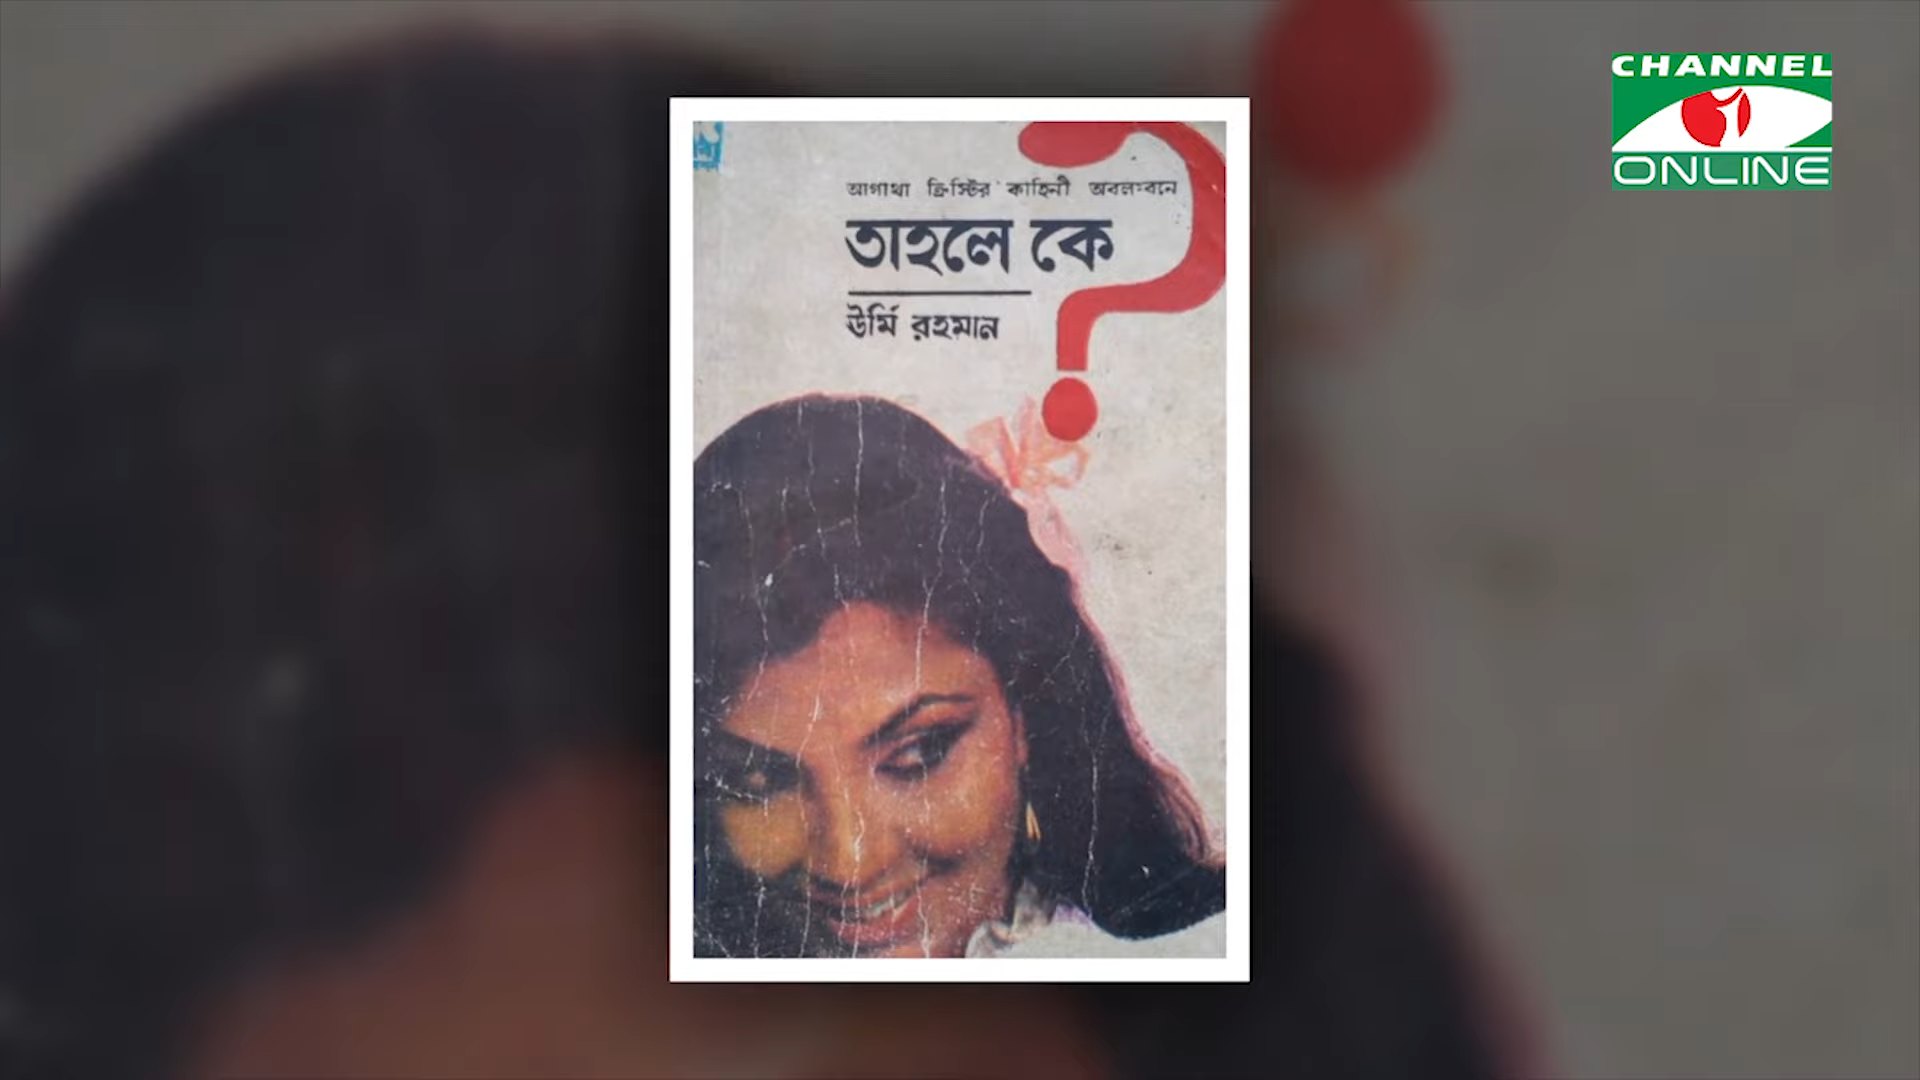 CHANNEL
ONLINE
আগাথা ক্রিস্টির কাহিনী অবলম্বনে
তাহলে কে
?
ঊর্মি রহমান